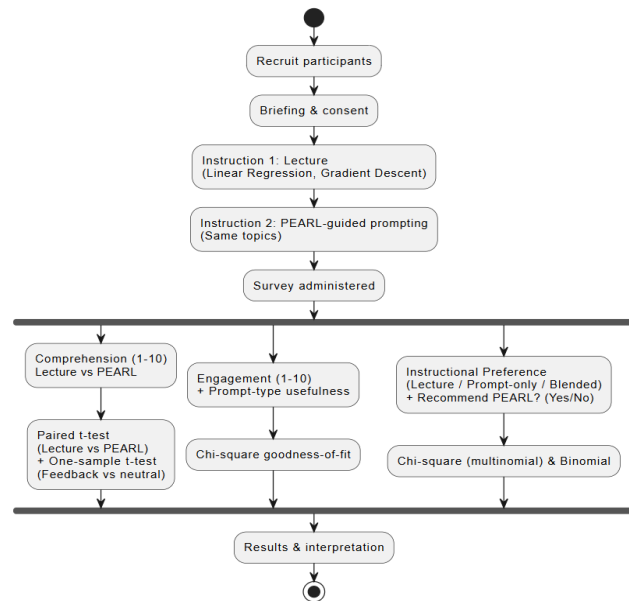 Recruit participants
Briefing & consent
Instruction 1: Lecture
(Linear Regression, Gradient Descent)
Instruction 2: PEARL-guided prompting
(Same topics)
Survey administered
Comprehension (1-10)
Lecture vs PEARL
Paired t-test
(Lecture vs PEARL)
+ One-sample t-test
(Feedback vs neutral)
Engagement (1-10)
+ Prompt-type usefulness
Chi-square goodness-of-fit
Instructional Preference
(Lecture / Prompt-only / Blended)
+ Recommend PEARL? (Yes/No)
Chi-square (multinomial) & Binomial
Results & interpretation